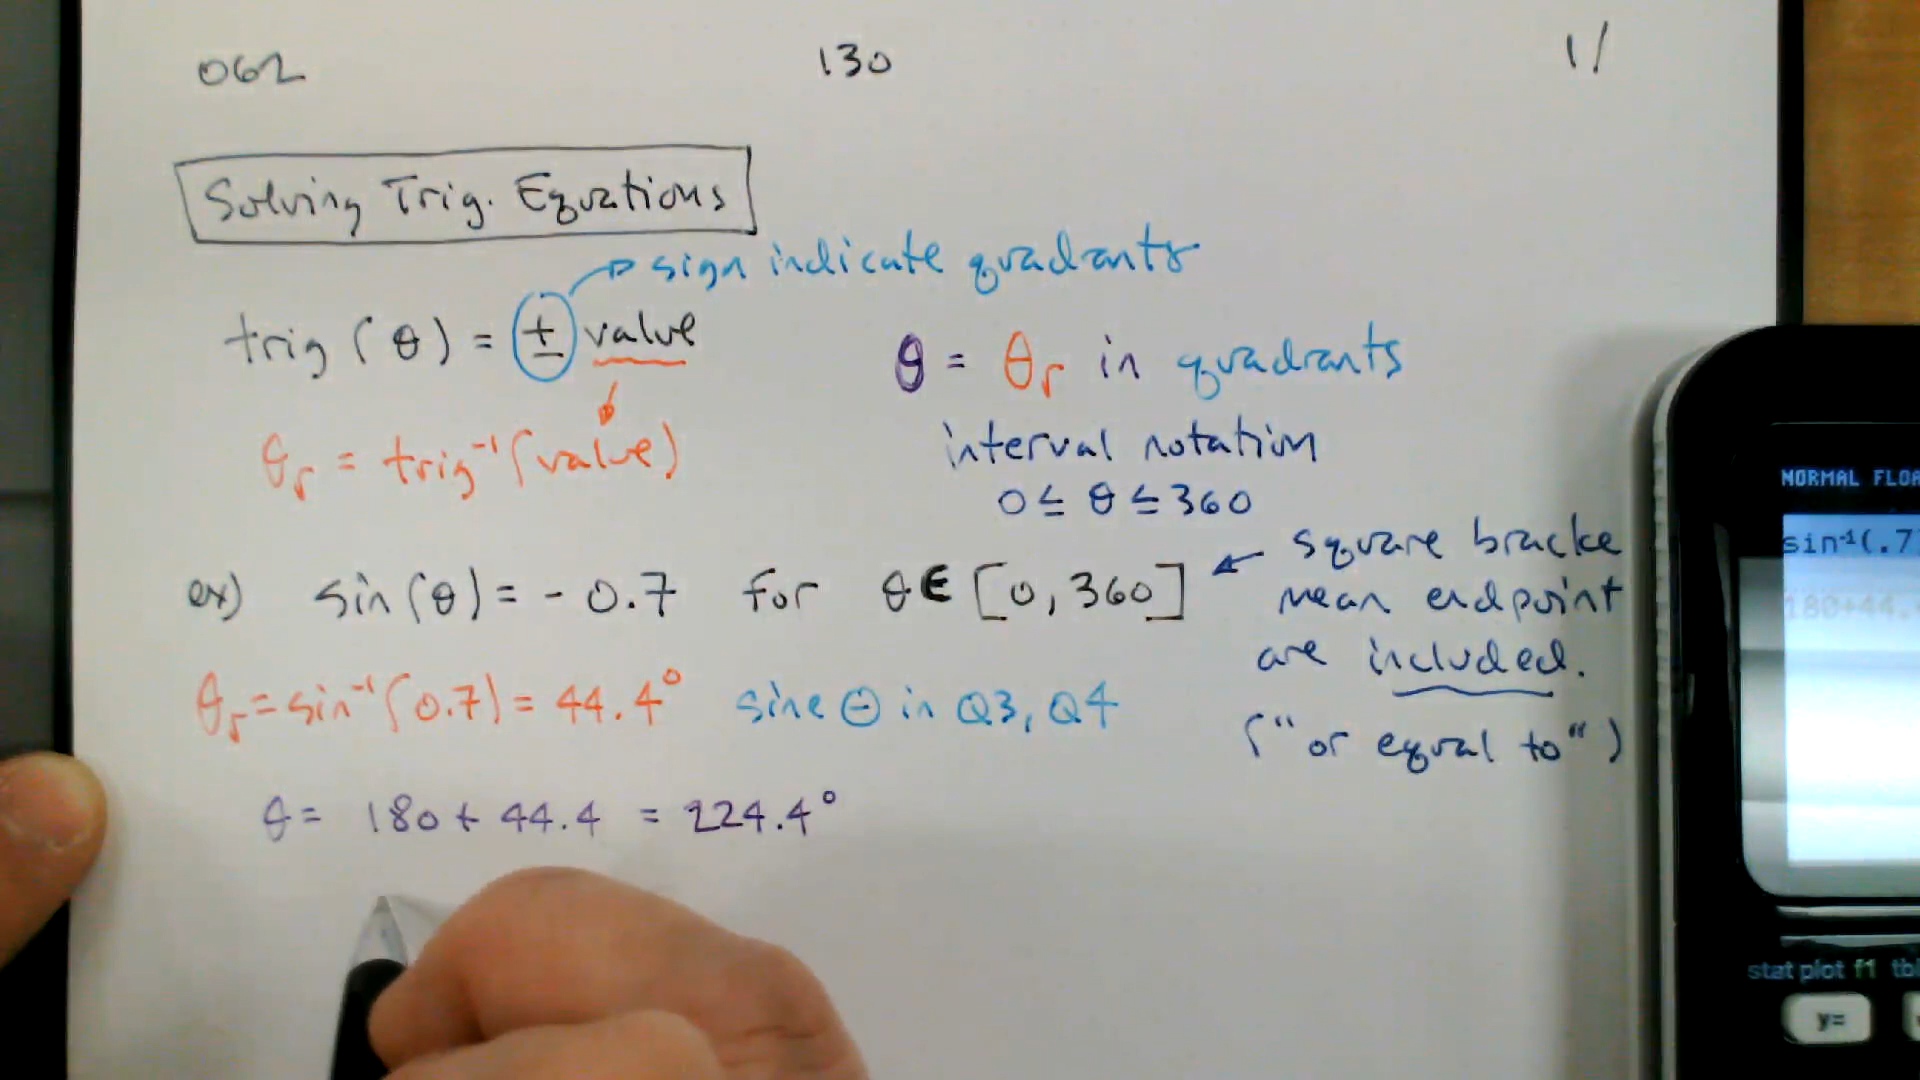 062 130 1/
Solving Trig. Equations
sign indicate quadrants
trig(θ) = ± value
θ = θr in quadrants
θr = trig⁻¹(value)
interval notation
0 ≤ θ ≤ 360
ex) sin(θ) = -0.7 for θ∈[0, 360]
square bracke
mean endpoint
are included.
("or equal to")
θr = sin⁻¹(0.7) = 44.4° sine ⊖ in Q3, Q4
θ = 180 + 44.4 = 224.4°
NORMAL FLOA
sin⁻¹(.7)
180+44.
stat plot f1 tbl
y=